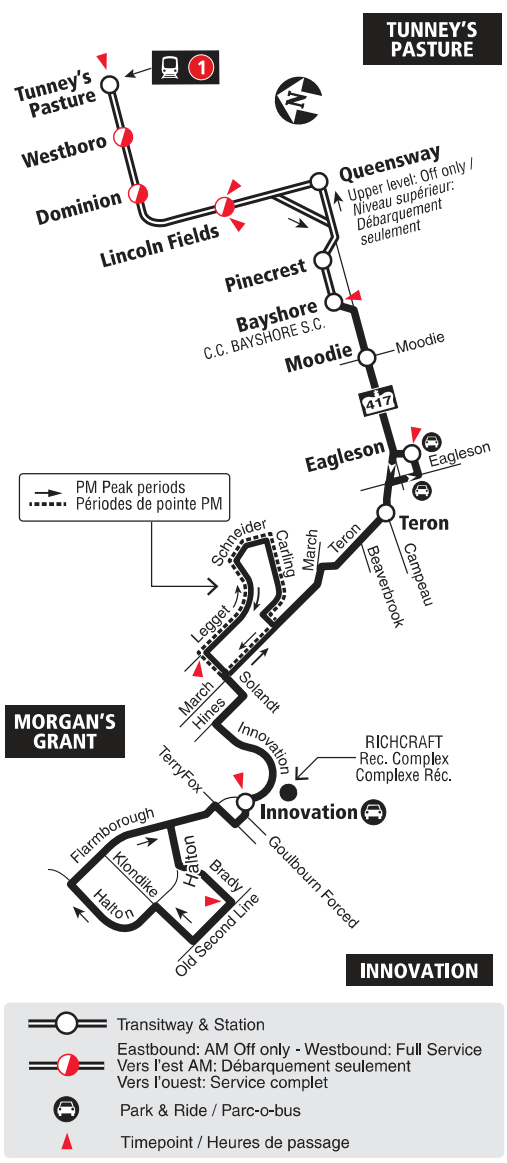 TUNNEY'S
PASTURE
1
Tunney's
Pasture
N
Westboro
Queensway
Upper level: Off only /
Niveau supérieur:
Débarquement
seulement
Dominion
Lincoln Fields
Pinecrest
Bayshore
C.C. BAYSHORE S.C.
Moodie
Moodie
417
Eagleson
Eagleson
PM Peak periods
Périodes de pointe PM
Teron
Schneider
Carling
March
Teron
Beaverbrook
Campeau
Legget
Solandt
March
Hines
MORGAN'S
GRANT
Innovation
RICHCRAFT
Rec. Complex
Complexe Réc.
TerryFox
Innovation
Flarmborough
Goulbourn Forced
Klondike
Halton
Halton
Brady
Old Second Line
INNOVATION
Transitway & Station
Eastbound: AM Off only - Westbound: Full Service
Vers l'est AM: Débarquement seulement
Vers l'ouest: Service complet
Park & Ride / Parc-o-bus
Timepoint / Heures de passage